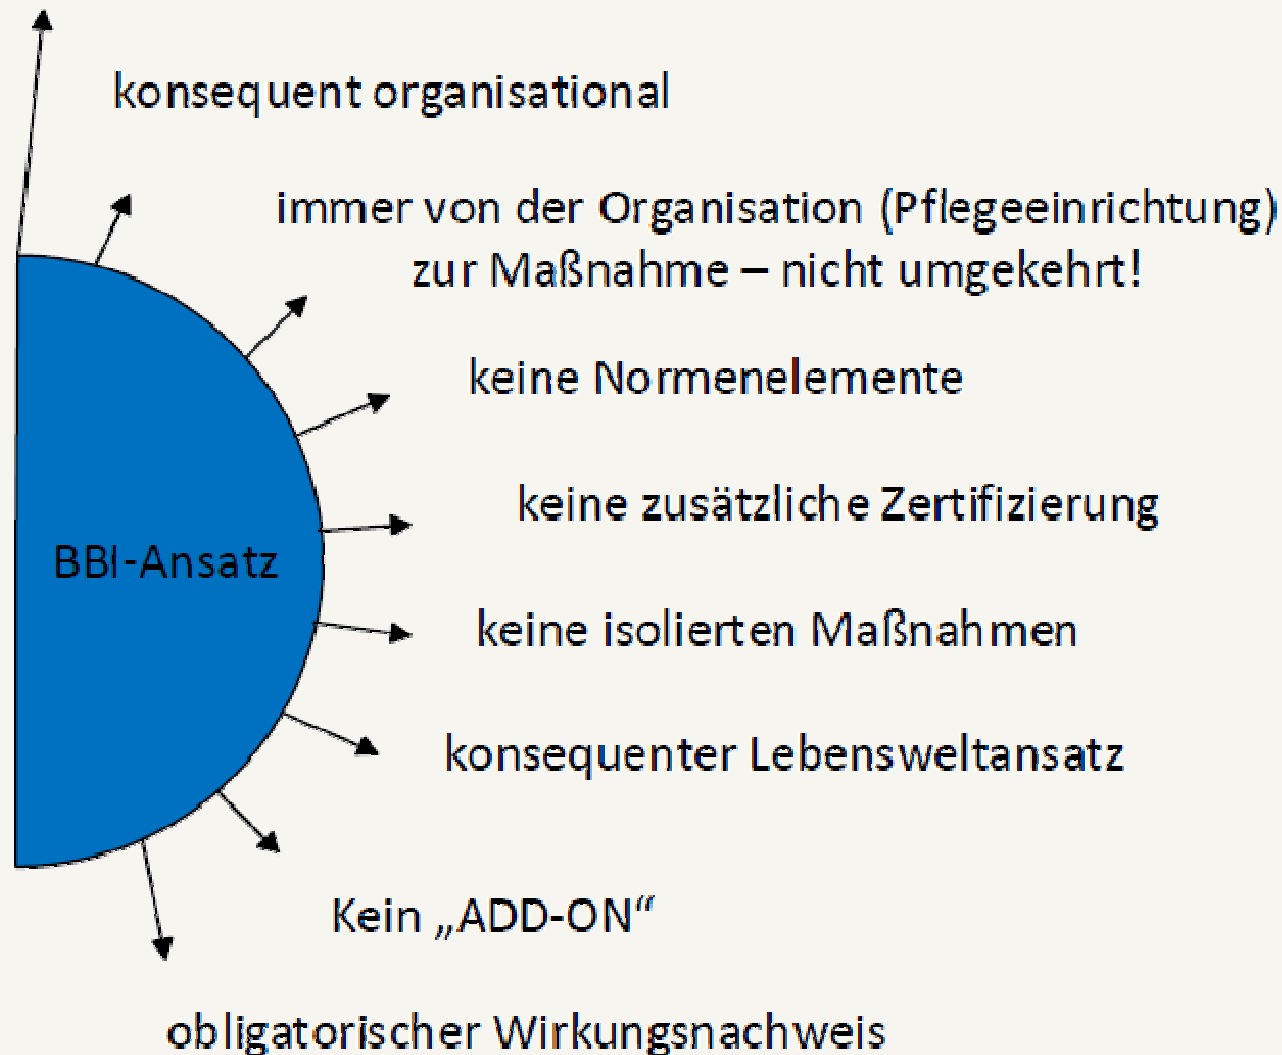 konsequent organisational
immer von der Organisation (Pflegeeinrichtung)
zur Maßnahme – nicht umgekehrt!
keine Normenelemente
keine zusätzliche Zertifizierung
BBI-Ansatz
keine isolierten Maßnahmen
konsequenter Lebensweltansatz
Kein „ADD-ON“
obligatorischer Wirkungsnachweis